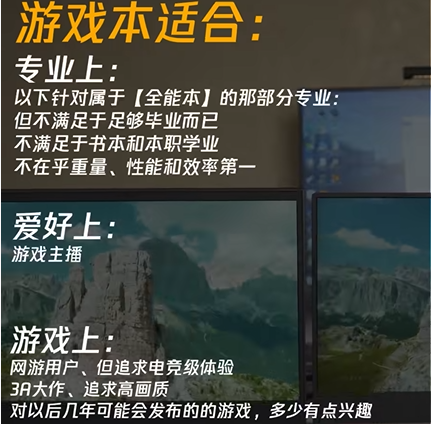 游戏本适合：
专业上：
以下针对属于【全能本】的那部分专业：
但不满足于足够毕业而已
不满足于书本和本职学业
不在乎重量、性能和效率第一
爱好上：
游戏主播
游戏上：
网游用户、但追求电竞级体验
3A大作、追求高画质
对以后几年可能会发布的的游戏，多少有点兴趣